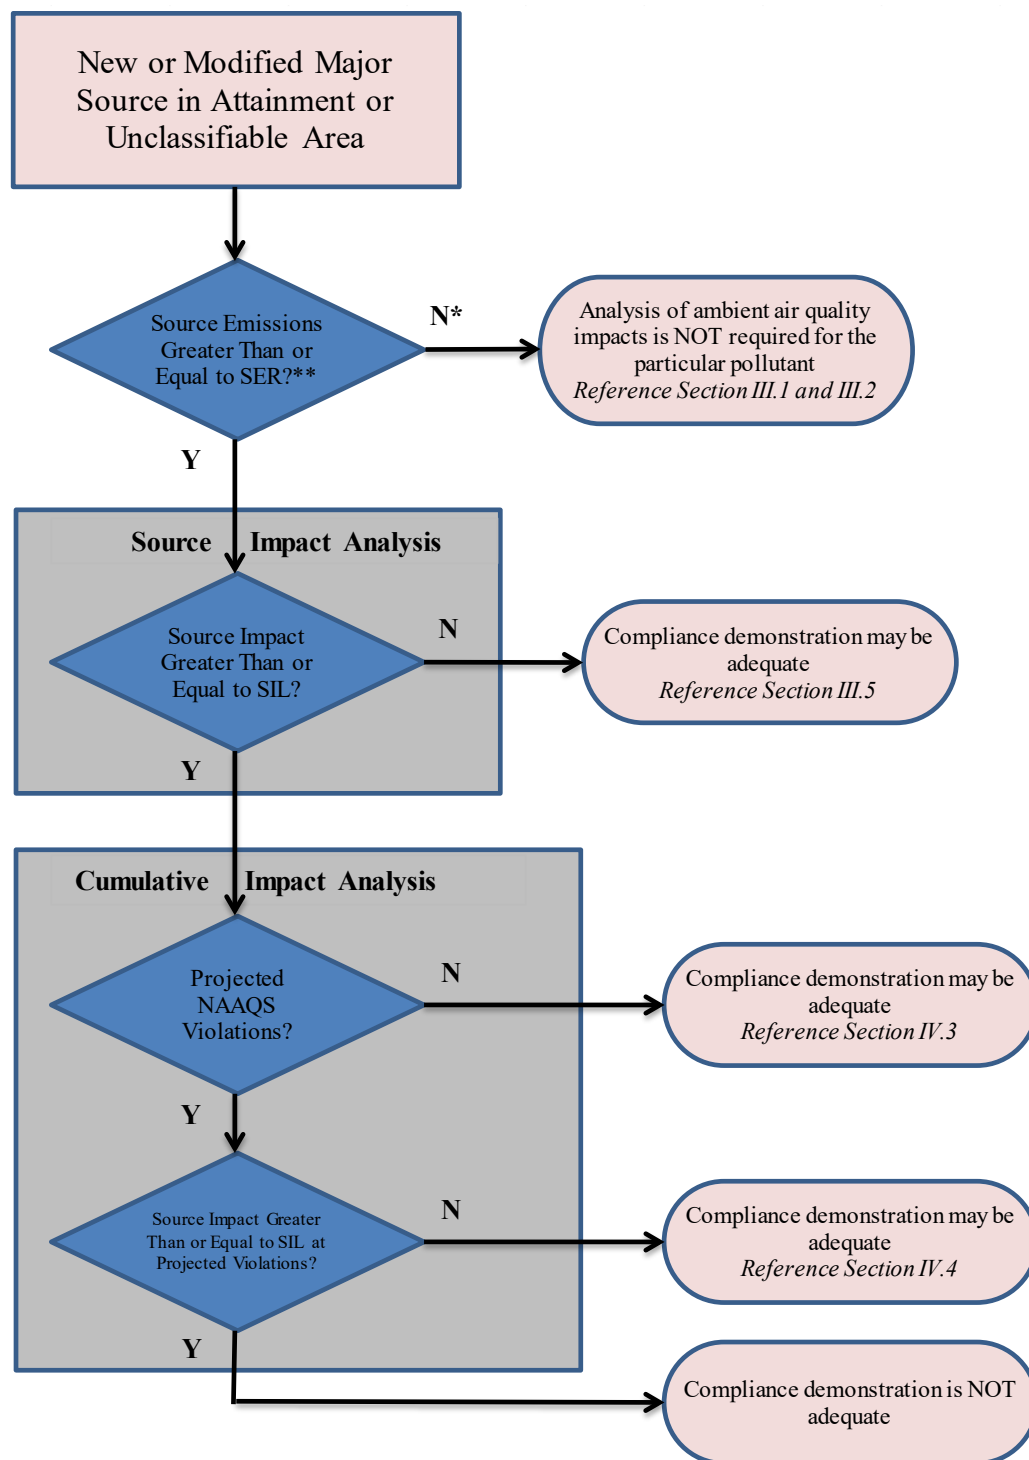 New or Modified Major
Source in Attainment or
Unclassifiable Area
Source Emissions
Greater Than or
Equal to SER?**
N*
Analysis of ambient air quality
impacts is NOT required for the
particular pollutant
Reference Section III.1 and III.2
Y
Source Impact Analysis
Source Impact
Greater Than or
Equal to SIL?
N
Compliance demonstration may be
adequate
Reference Section III.5
Y
Cumulative Impact Analysis
Projected
NAAQS
Violations?
N
Compliance demonstration may be
adequate
Reference Section IV.3
Y
Source Impact Greater
Than or Equal to SIL at
Projected Violations?
N
Compliance demonstration may be
adequate
Reference Section IV.4
Y
Compliance demonstration is NOT
adequate